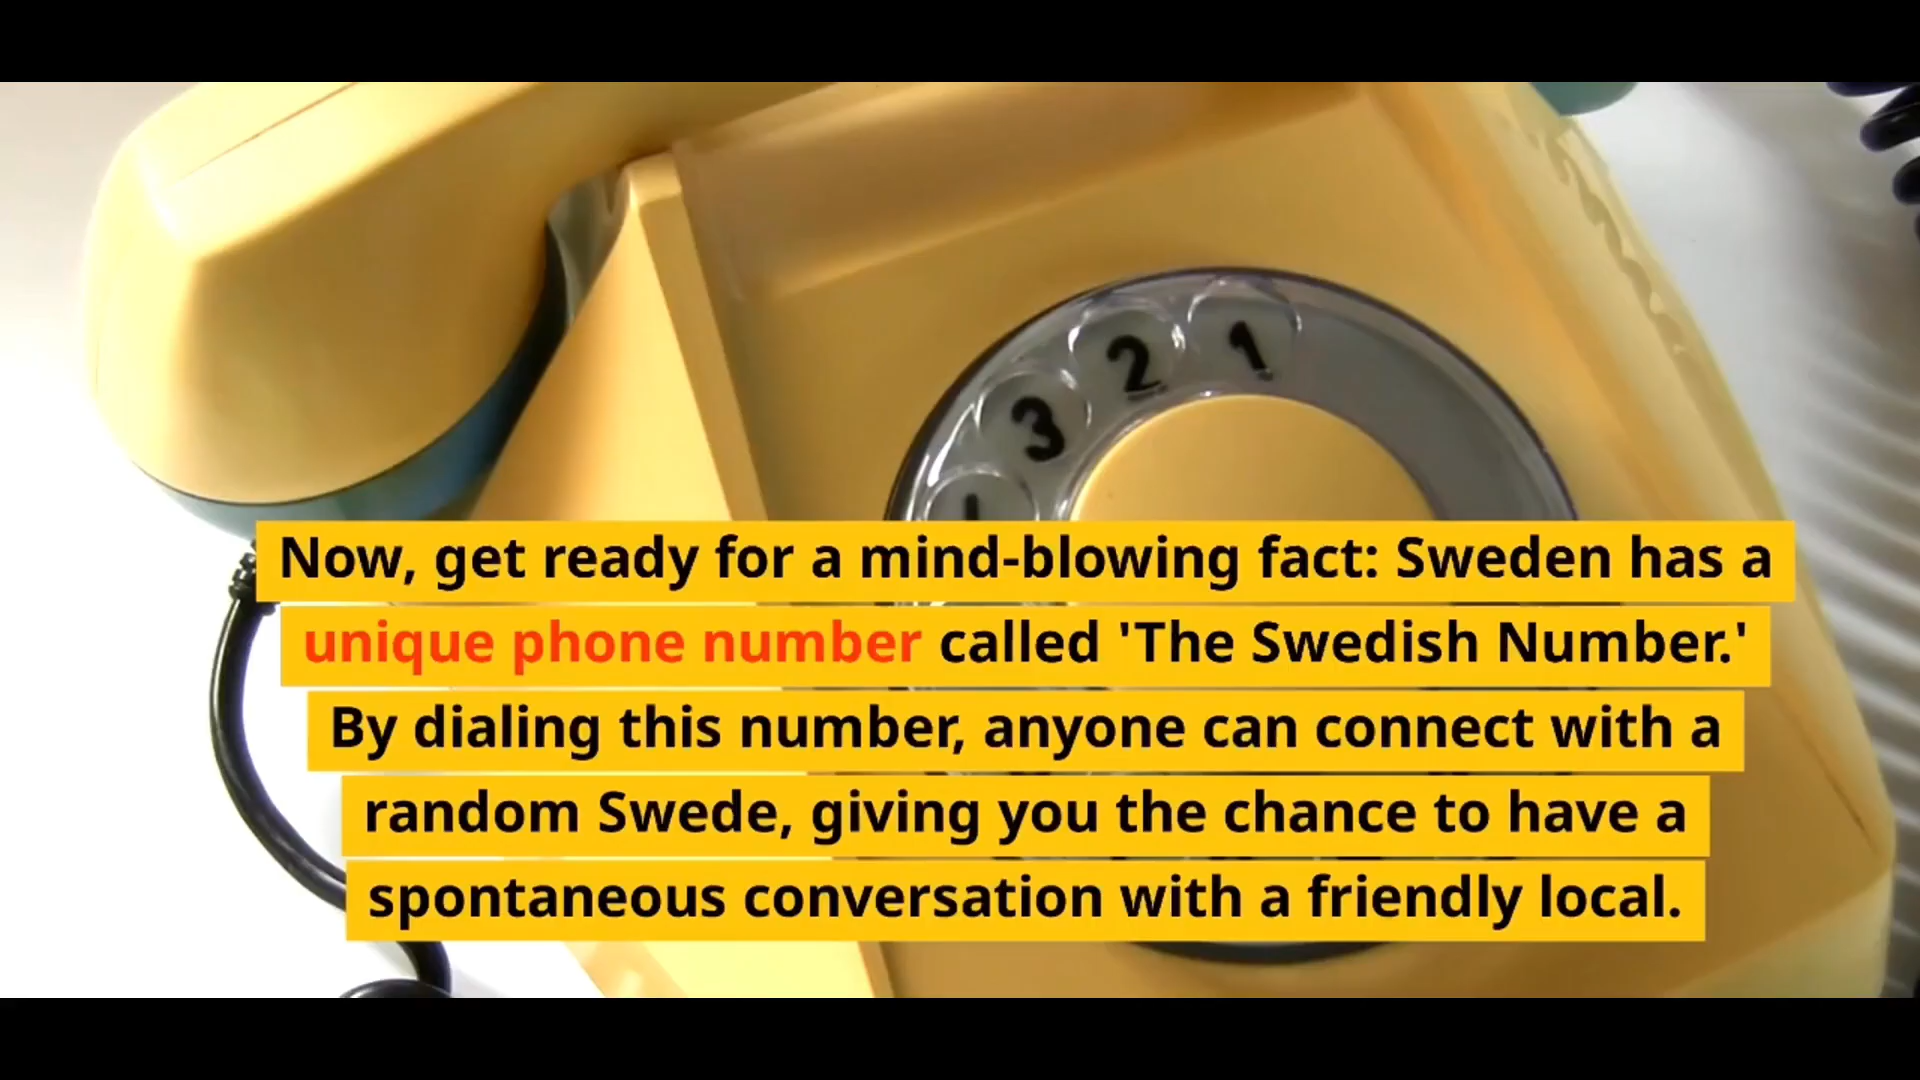 2 1
3
Now, get ready for a mind-blowing fact: Sweden has a
unique phone number called 'The Swedish Number.'
By dialing this number, anyone can connect with a
random Swede, giving you the chance to have a
spontaneous conversation with a friendly local.